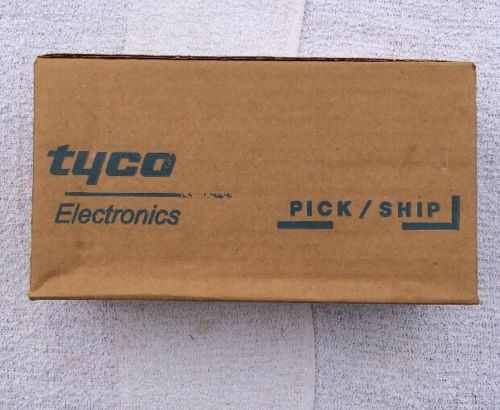 tyco
Electronics
PICK / SHIP